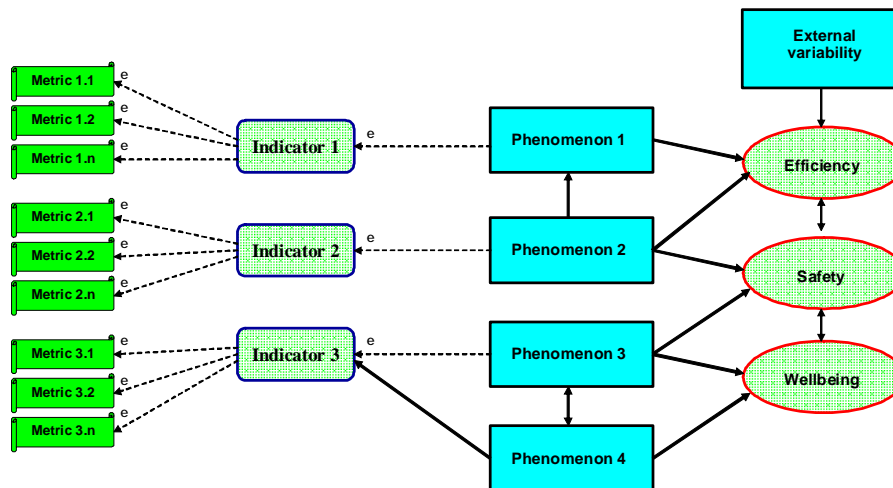 External
variability
Metric 1.1
e
Metric 1.2
e
Metric 1.n
e
Indicator 1
e
Phenomenon 1
Efficiency
Metric 2.1
e
Metric 2.2
e
Metric 2.n
e
Indicator 2
e
Phenomenon 2
Safety
Metric 3.1
e
Metric 3.2
e
Metric 3.n
e
Indicator 3
e
Phenomenon 3
Wellbeing
Phenomenon 4